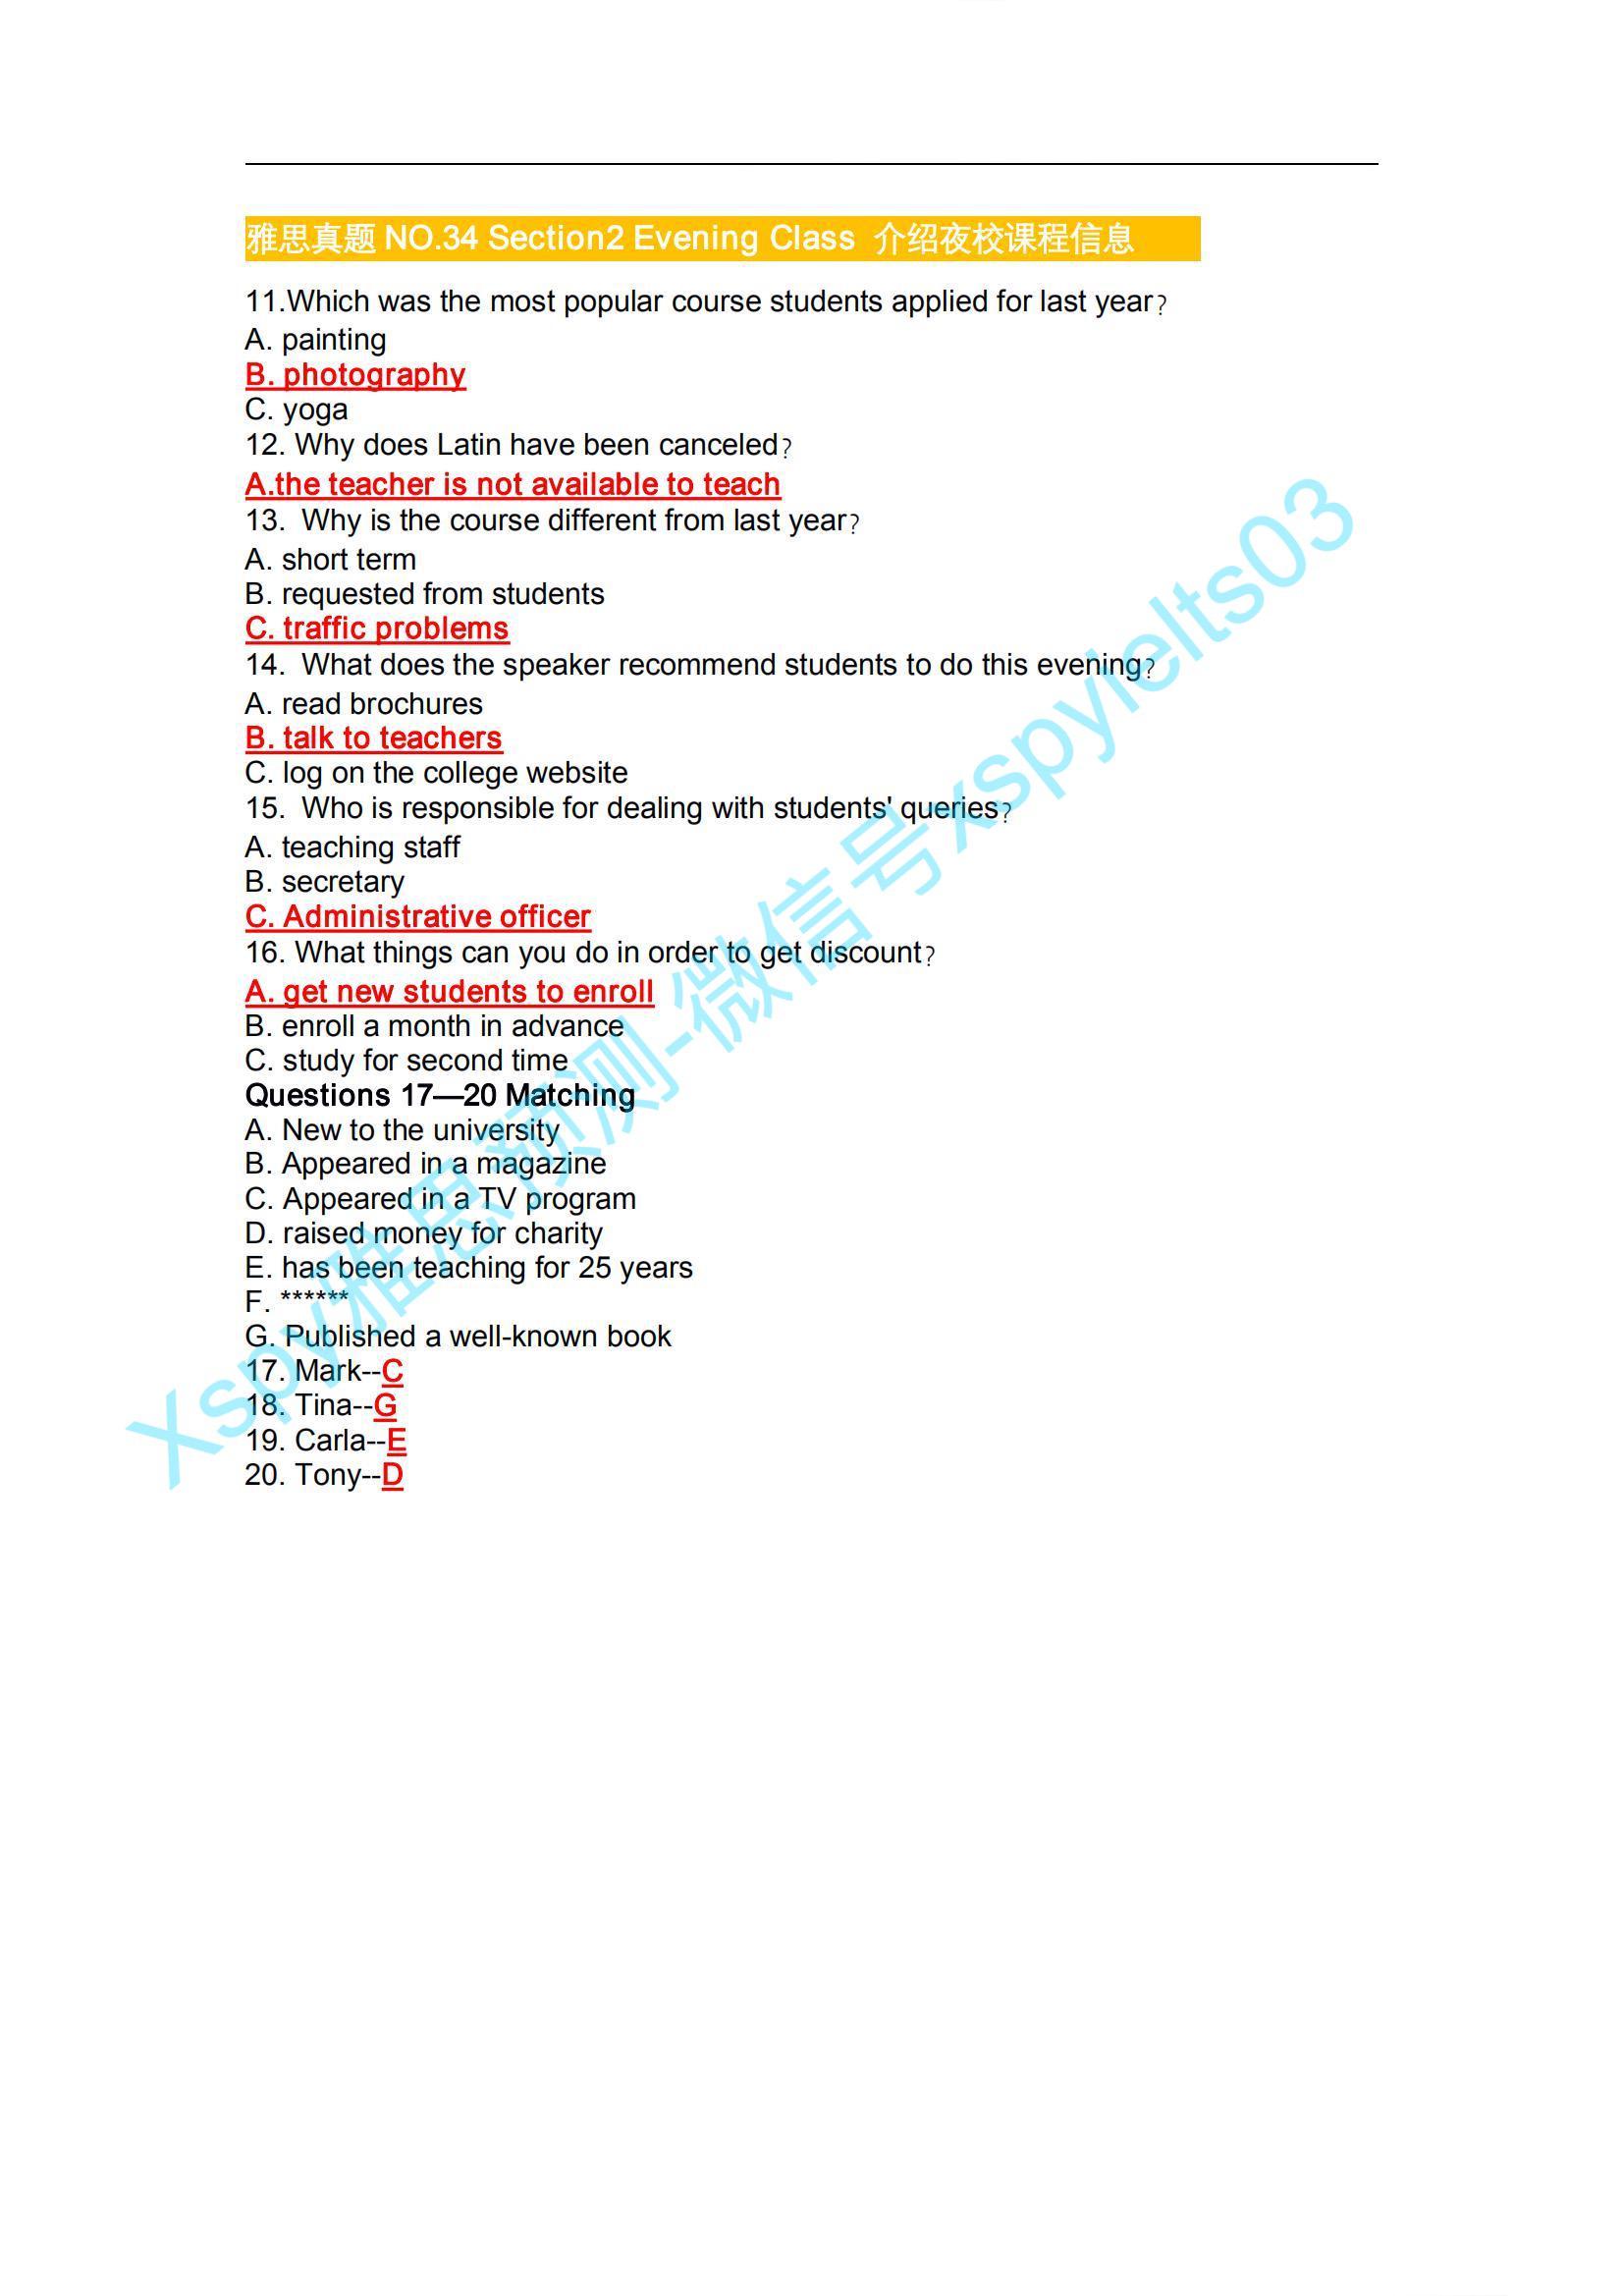 雅思真题 NO.34 Section2 Evening Class 介绍夜校课程信息
11.Which was the most popular course students applied for last year?
A. painting
B. photography
C. yoga
12. Why does Latin have been canceled?
A.the teacher is not available to teach
13. Why is the course different from last year?
A. short term
B. requested from students
C. traffic problems
14. What does the speaker recommend students to do this evening?
A. read brochures
B. talk to teachers
C. log on the college website
15. Who is responsible for dealing with students' queries?
A. teaching staff
B. secretary
C. Administrative officer
16. What things can you do in order to get discount?
A. get new students to enroll
B. enroll a month in advance
C. study for second time
Questions 17—20 Matching
A. New to the university
B. Appeared in a magazine
C. Appeared in a TV program
D. raised money for charity
E. has been teaching for 25 years
F. ******
G. Published a well-known book
17. Mark--C
18. Tina--G
19. Carla--E
20. Tony--D
Xspy雅思预测-微信号xspyielts03